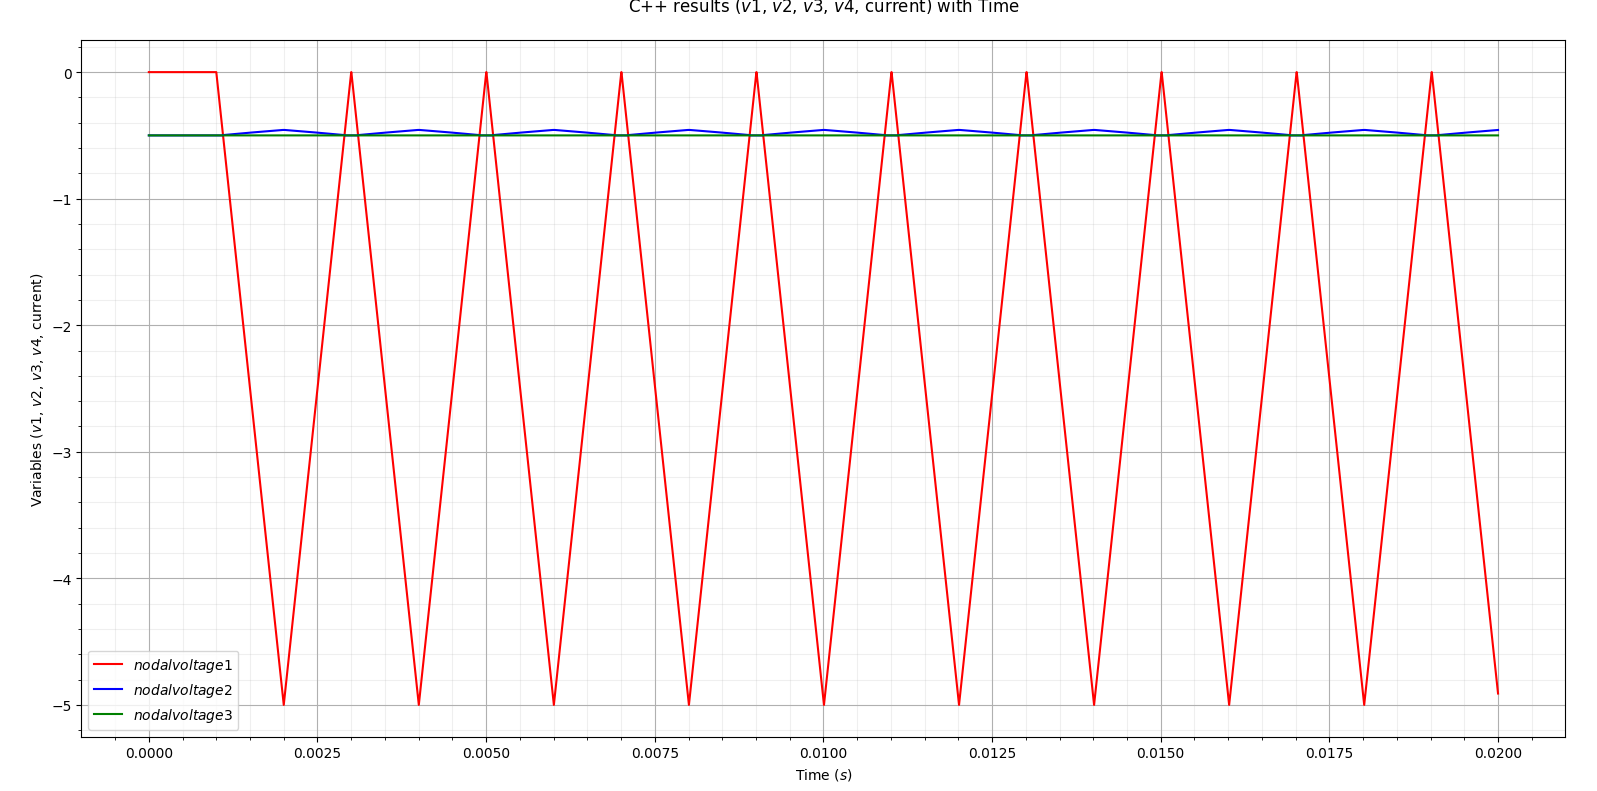 C++ results (v1, v2, v3, v4, current) with Time
Variables (v1, v2, v3, v4, current)
0
−1
−2
−3
−4
−5
nodalvoltage1
nodalvoltage2
nodalvoltage3
0.0000
0.0025
0.0050
0.0075
0.0100
0.0125
0.0150
0.0175
0.0200
Time (s)